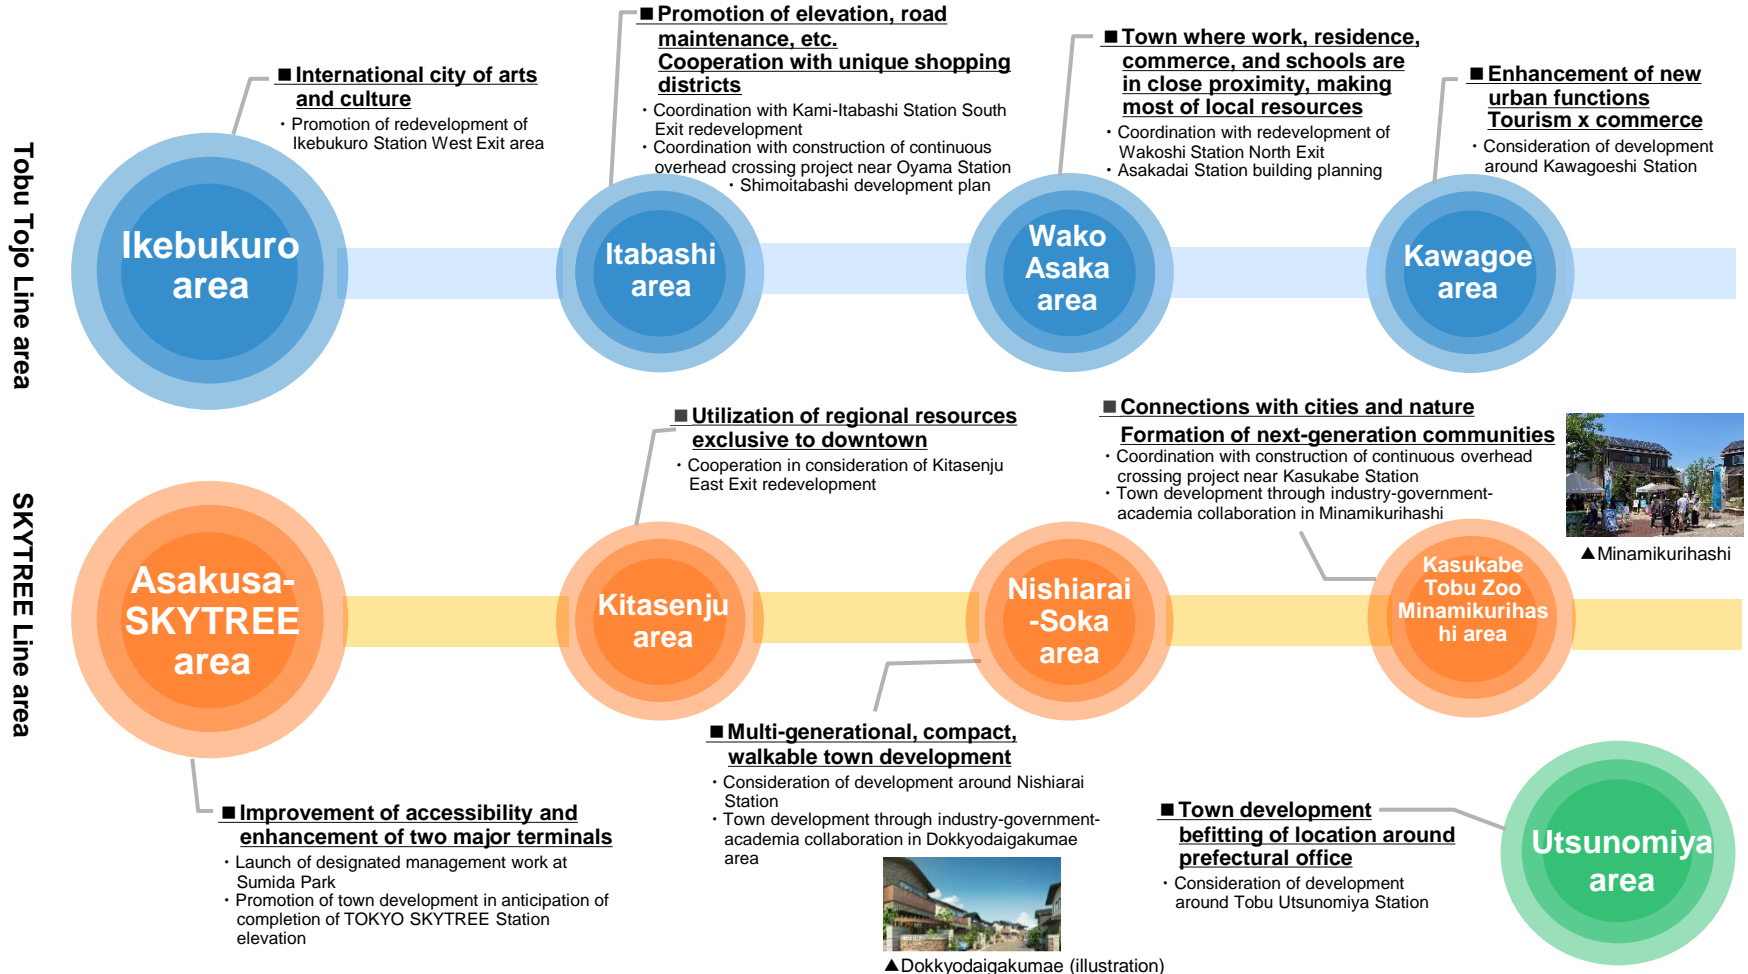 Tobu Tojo Line area
■ International city of arts
and culture
・Promotion of redevelopment of
Ikebukuro Station West Exit area
Ikebukuro
area
■ Promotion of elevation, road
maintenance, etc.
Cooperation with unique shopping
districts
・Coordination with Kami-Itabashi Station South
Exit redevelopment
・Coordination with construction of continuous
overhead crossing project near Oyama Station
・Shimoitabashi development plan
Itabashi
area
■ Town where work, residence,
commerce, and schools are
in close proximity, making
most of local resources
・Coordination with redevelopment of
Wakoshi Station North Exit
・Asakadai Station building planning
Wako
Asaka
area
■ Enhancement of new
urban functions
Tourism x commerce
・Consideration of development
around Kawagoeshi Station
Kawagoe
area
SKYTREE Line area
Asakusa-
SKYTREE
area
■ Improvement of accessibility and
enhancement of two major terminals
・Launch of designated management work at
Sumida Park
・Promotion of town development in anticipation of
completion of TOKYO SKYTREE Station
elevation
■ Utilization of regional resources
exclusive to downtown
・Cooperation in consideration of Kitasenju
East Exit redevelopment
Kitasenju
area
Nishiarai
-Soka
area
■ Multi-generational, compact,
walkable town development
・Consideration of development around Nishiarai
Station
・Town development through industry-government-
academia collaboration in Dokkyodaigakumae
area
▲Dokkyodaigakumae (illustration)
■ Connections with cities and nature
Formation of next-generation communities
・Coordination with construction of continuous overhead
crossing project near Kasukabe Station
・Town development through industry-government-
academia collaboration in Minamikurihashi
▲Minamikurihashi
Kasukabe
Tobu Zoo
Minamikurihas
hi area
■ Town development
befitting of location around
prefectural office
・Consideration of development
around Tobu Utsunomiya Station
Utsunomiya
area